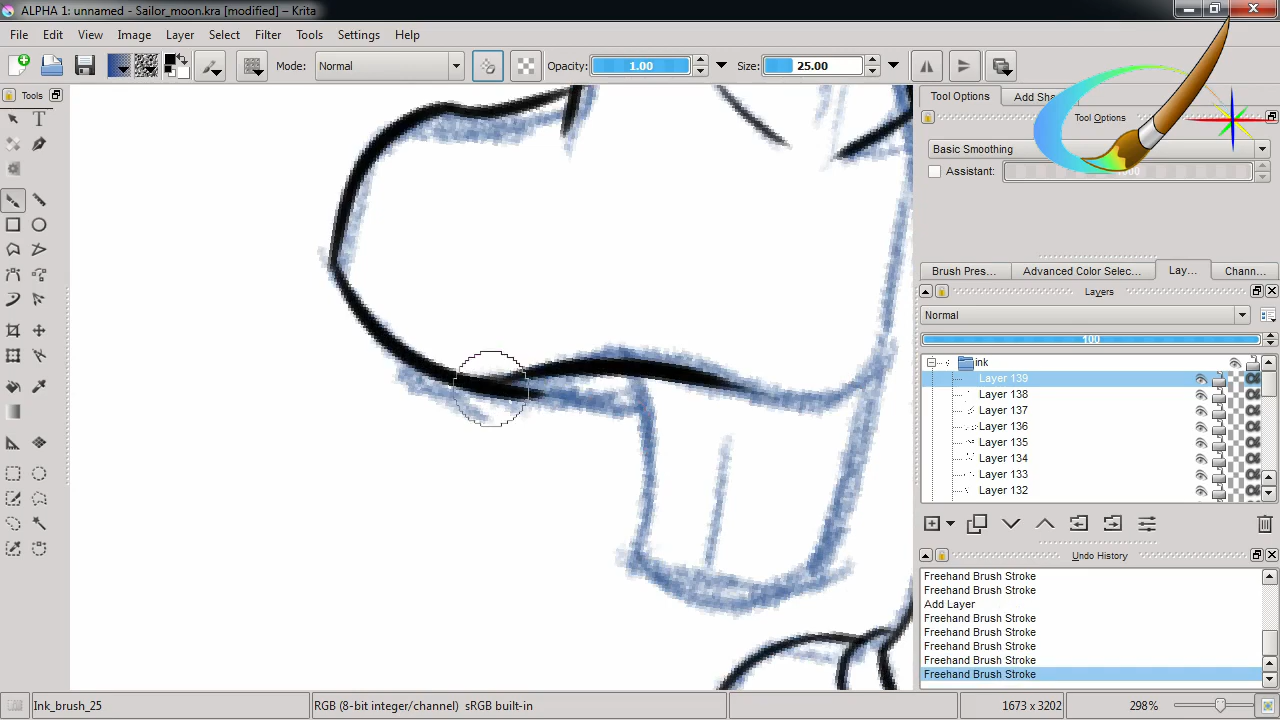 ALPHA 1: unnamed - Sailor_moon.kra [modified] – Krita
File Edit View Image Layer Select Filter Tools Settings Help
Mode: Normal Opacity: 1.00 Size: 25.00
Tools
Tool Options Add Sha
Tool Options
Basic Smoothing
Assistant:
Brush Pres... Advanced Color Selec... Lay... Chann...
Layers
Normal
100
ink
Layer 139
Layer 138
Layer 137
Layer 136
Layer 135
Layer 134
Layer 133
Layer 132
Undo History
Freehand Brush Stroke
Freehand Brush Stroke
Add Layer
Freehand Brush Stroke
Freehand Brush Stroke
Freehand Brush Stroke
Freehand Brush Stroke
Freehand Brush Stroke
Ink_brush_25 RGB (8-bit integer/channel) sRGB built-in 1673 x 3202 298%